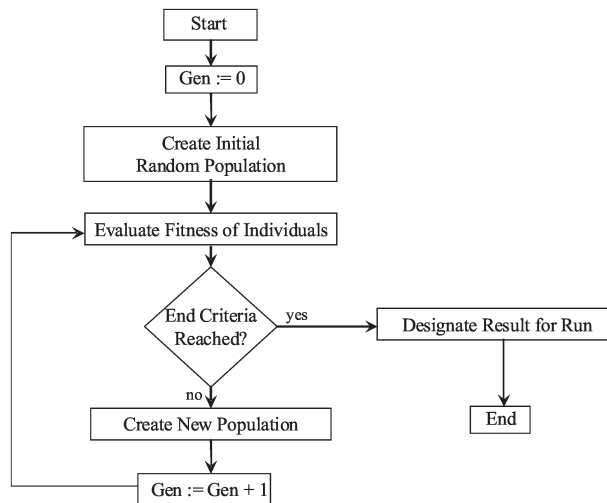 Start
Gen := 0
Create Initial
Random Population
Evaluate Fitness of Individuals
End Criteria
Reached?
yes
Designate Result for Run
End
no
Create New Population
Gen := Gen + 1